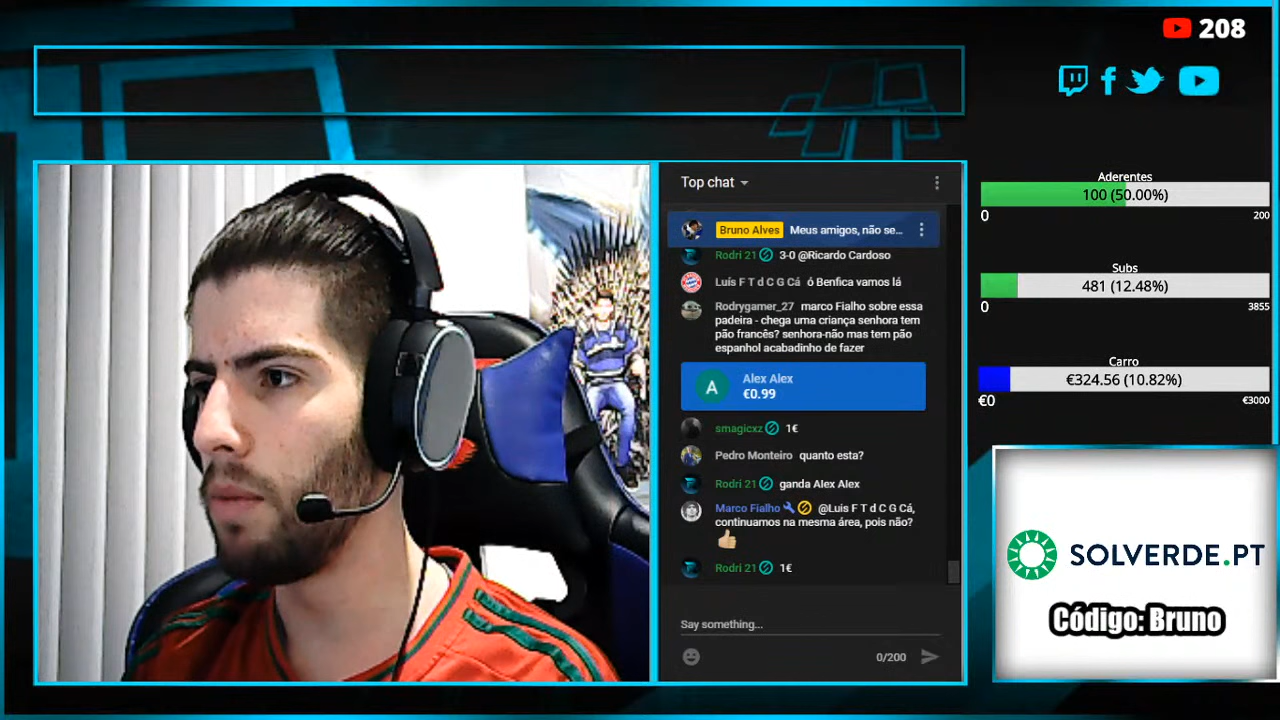 208
Top chat
Bruno Alves Meus amigos, não se...
Rodri 21 3-0 @Ricardo Cardoso
Luís F T d C G Cá ó Benfica vamos lá
Rodrygamer_27 marco Fialho sobre essa
padeira - chega uma criança senhora tem
pão francês? senhora-não mas tem pão
espanhol acabadinho de fazer
A
Alex Alex
€0.99
smagicxz 1€
Pedro Monteiro quanto esta?
Rodri 21 ganda Alex Alex
Marco Fialho @Luis F T d C G Cá,
continuamos na mesma área, pois não?
Rodri 21 1€
Say something...
0/200
Aderentes
100 (50.00%)
0 200
Subs
481 (12.48%)
0 3855
Carro
€324.56 (10.82%)
€0 €3000
SOLVERDE.PT
Código: Bruno